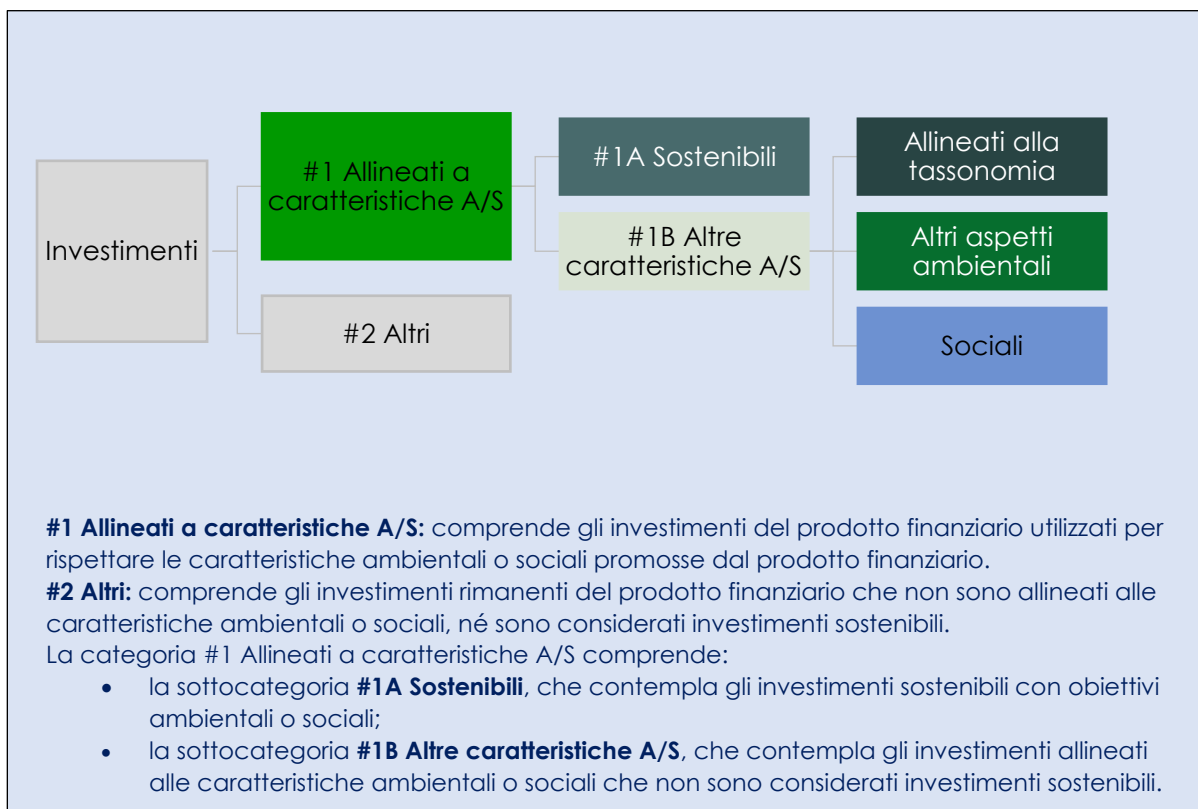 Investimenti
#1 Allineati a
caratteristiche A/S
#2 Altri
#1A Sostenibili
#1B Altre
caratteristiche A/S
Allineati alla
tassonomia
Altri aspetti
ambientali
Sociali
#1 Allineati a caratteristiche A/S: comprende gli investimenti del prodotto finanziario utilizzati per
rispettare le caratteristiche ambientali o sociali promosse dal prodotto finanziario.
#2 Altri: comprende gli investimenti rimanenti del prodotto finanziario che non sono allineati alle
caratteristiche ambientali o sociali, né sono considerati investimenti sostenibili.
La categoria #1 Allineati a caratteristiche A/S comprende:
• la sottocategoria #1A Sostenibili, che contempla gli investimenti sostenibili con obiettivi
ambientali o sociali;
• la sottocategoria #1B Altre caratteristiche A/S, che contempla gli investimenti allineati
alle caratteristiche ambientali o sociali che non sono considerati investimenti sostenibili.